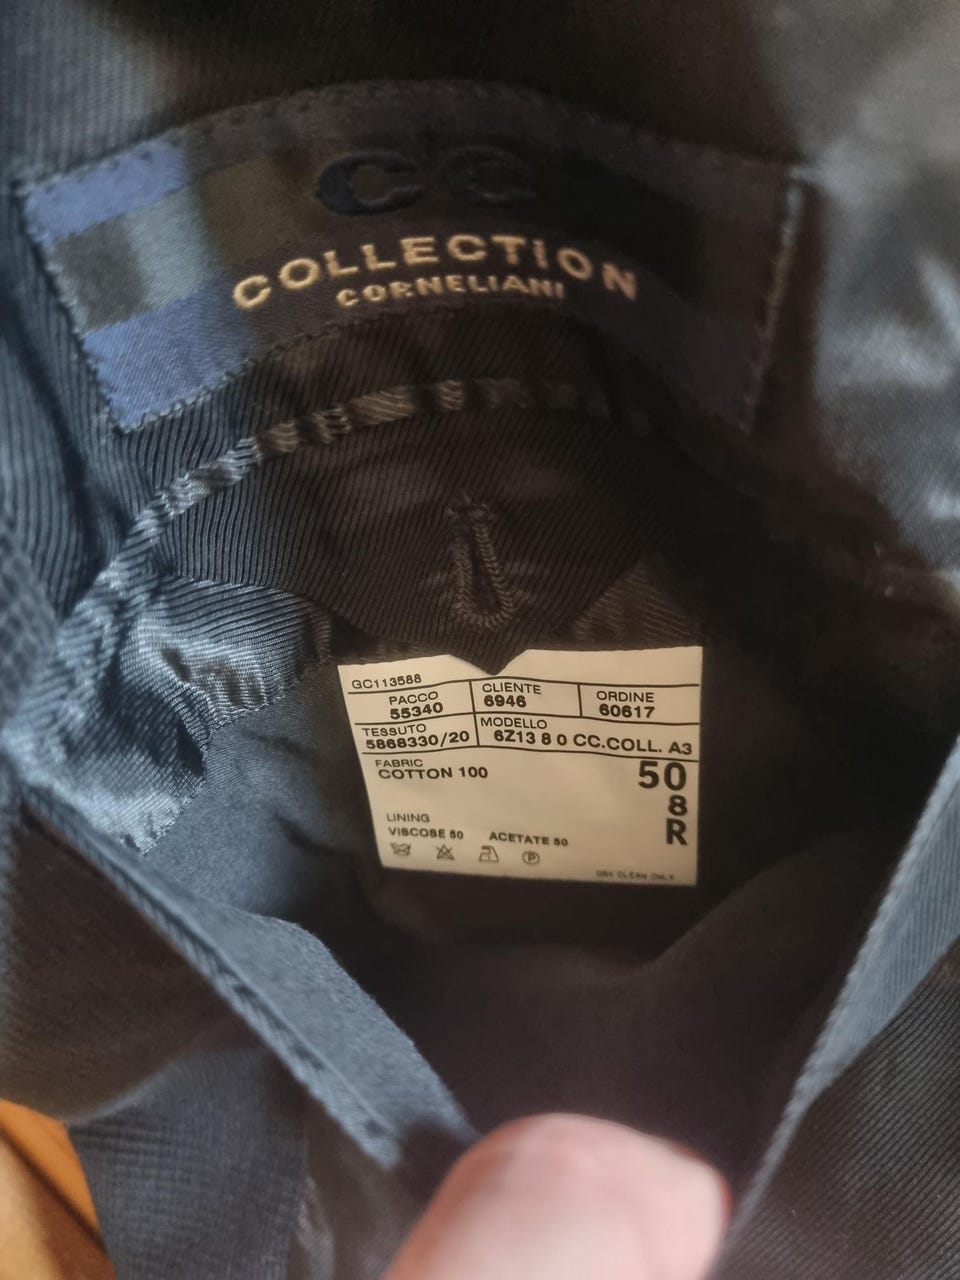 CC
COLLECTION
CORNELIANI
GC113588
PACCO CLIENTE ORDINE
55340 6946 60617
TESSUTO MODELLO
5868330/20 6Z13 8 0 CC.COLL. A3
FABRIC
COTTON 100
50
8
R
LINING
VISCOSE 50 ACETATE 50
P
DRY CLEAN ONLY